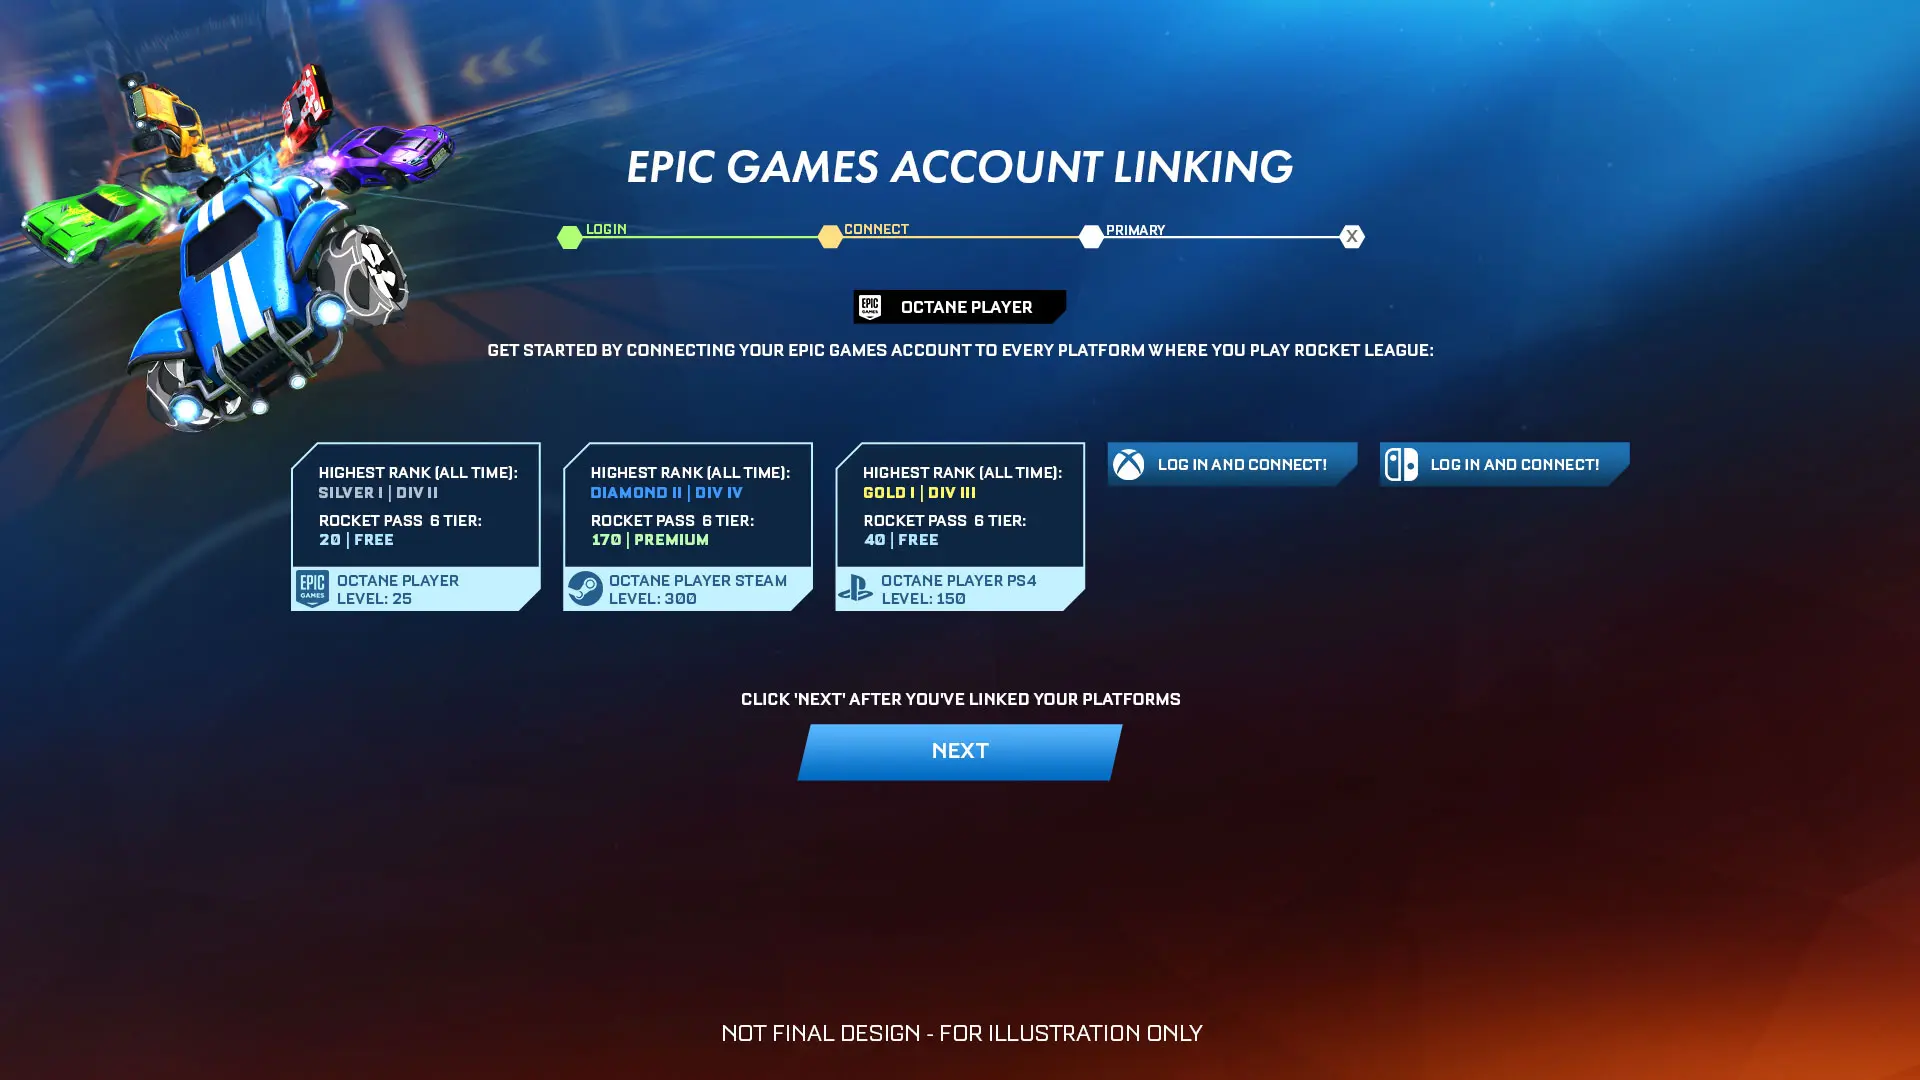 EPIC GAMES ACCOUNT LINKING
LOGIN
CONNECT
PRIMARY
X
EPIC GAMES
OCTANE PLAYER
GET STARTED BY CONNECTING YOUR EPIC GAMES ACCOUNT TO EVERY PLATFORM WHERE YOU PLAY ROCKET LEAGUE:
HIGHEST RANK (ALL TIME):
SILVER I | DIV II
ROCKET PASS 6 TIER:
20 | FREE
EPIC GAMES
OCTANE PLAYER
LEVEL: 25
HIGHEST RANK (ALL TIME):
DIAMOND II | DIV IV
ROCKET PASS 6 TIER:
170 | PREMIUM
OCTANE PLAYER STEAM
LEVEL: 300
HIGHEST RANK (ALL TIME):
GOLD I | DIV III
ROCKET PASS 6 TIER:
40 | FREE
OCTANE PLAYER PS4
LEVEL: 150
LOG IN AND CONNECT!
LOG IN AND CONNECT!
CLICK 'NEXT' AFTER YOU'VE LINKED YOUR PLATFORMS
NEXT
NOT FINAL DESIGN - FOR ILLUSTRATION ONLY